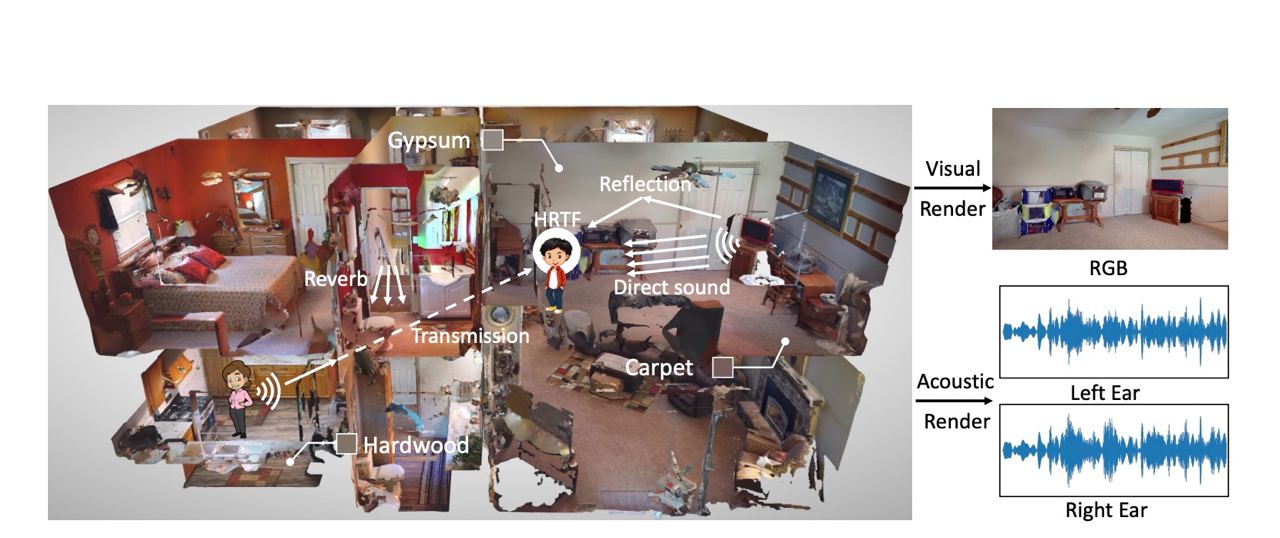 Gypsum
Reflection
HRTF
Reverb
Direct sound
Transmission
Carpet
Hardwood
Visual
Render
RGB
Acoustic
Render
Left Ear
Right Ear